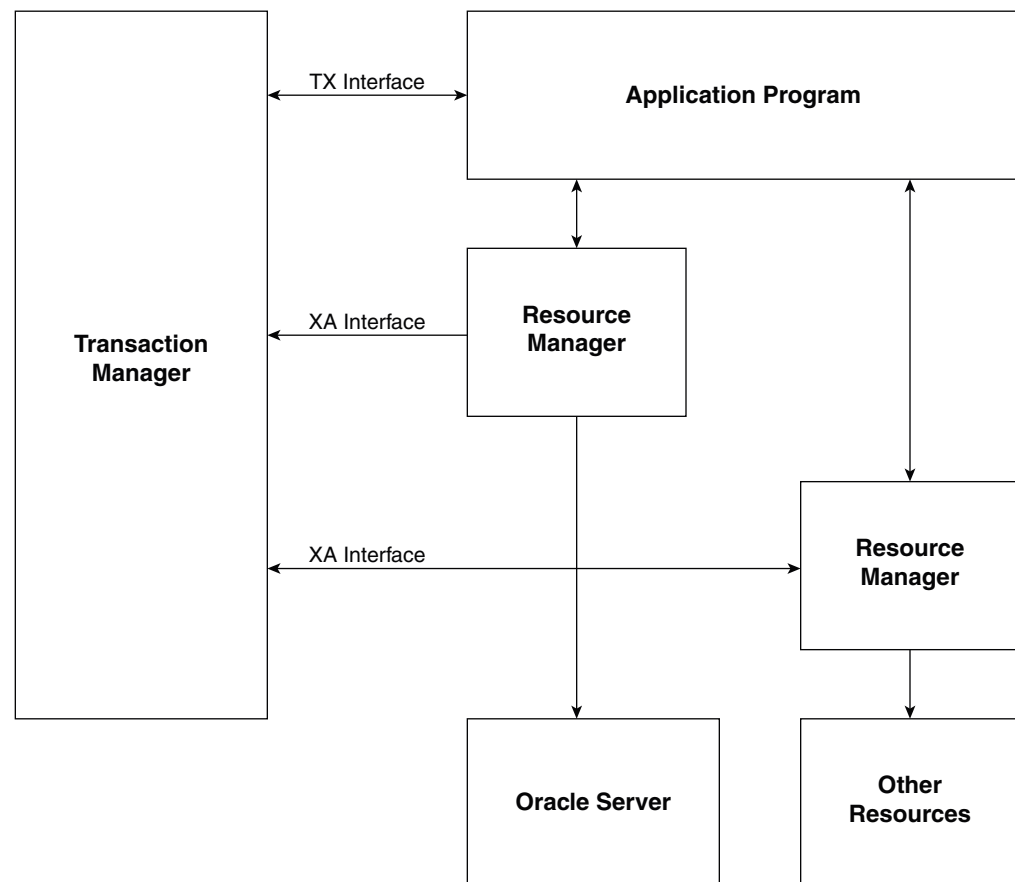 TX Interface
Application Program
XA Interface
Resource
Manager
Transaction
Manager
XA Interface
Resource
Manager
Oracle Server
Other
Resources